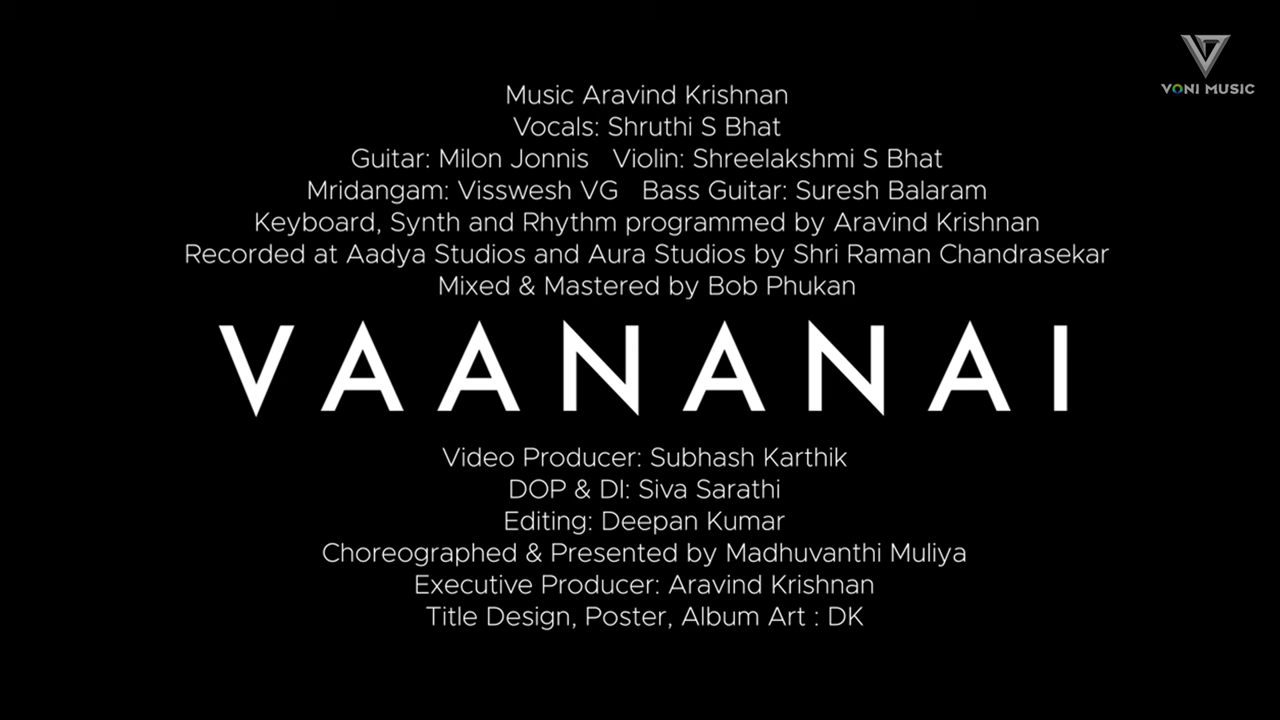 VONI MUSIC
Music Aravind Krishnan
Vocals: Shruthi S Bhat
Guitar: Milon Jonnis Violin: Shreelakshmi S Bhat
Mridangam: Visswesh VG Bass Guitar: Suresh Balaram
Keyboard, Synth and Rhythm programmed by Aravind Krishnan
Recorded at Aadya Studios and Aura Studios by Shri Raman Chandrasekar
Mixed & Mastered by Bob Phukan
VAANANAI
Video Producer: Subhash Karthik
DOP & DI: Siva Sarathi
Editing: Deepan Kumar
Choreographed & Presented by Madhuvanthi Muliya
Executive Producer: Aravind Krishnan
Title Design, Poster, Album Art : DK